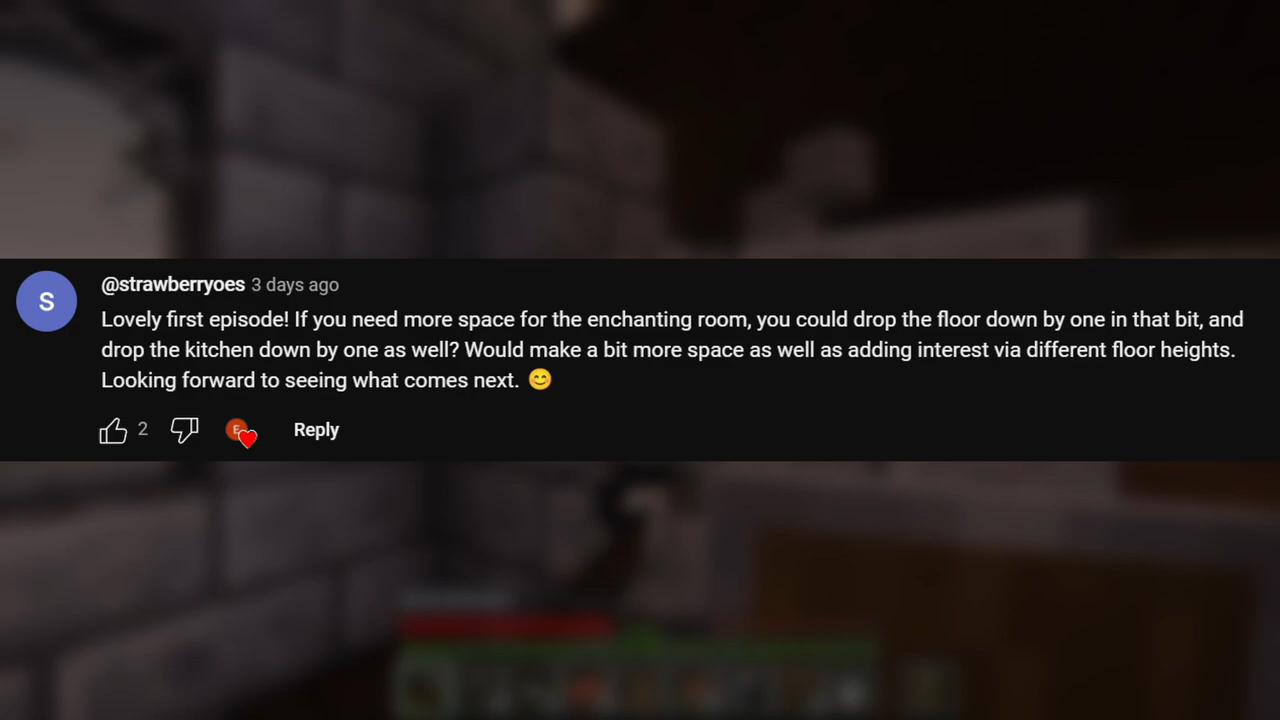 S
@strawberryoes 3 days ago
Lovely first episode! If you need more space for the enchanting room, you could drop the floor down by one in that bit, and
drop the kitchen down by one as well? Would make a bit more space as well as adding interest via different floor heights.
Looking forward to seeing what comes next. 😊
2 E Reply